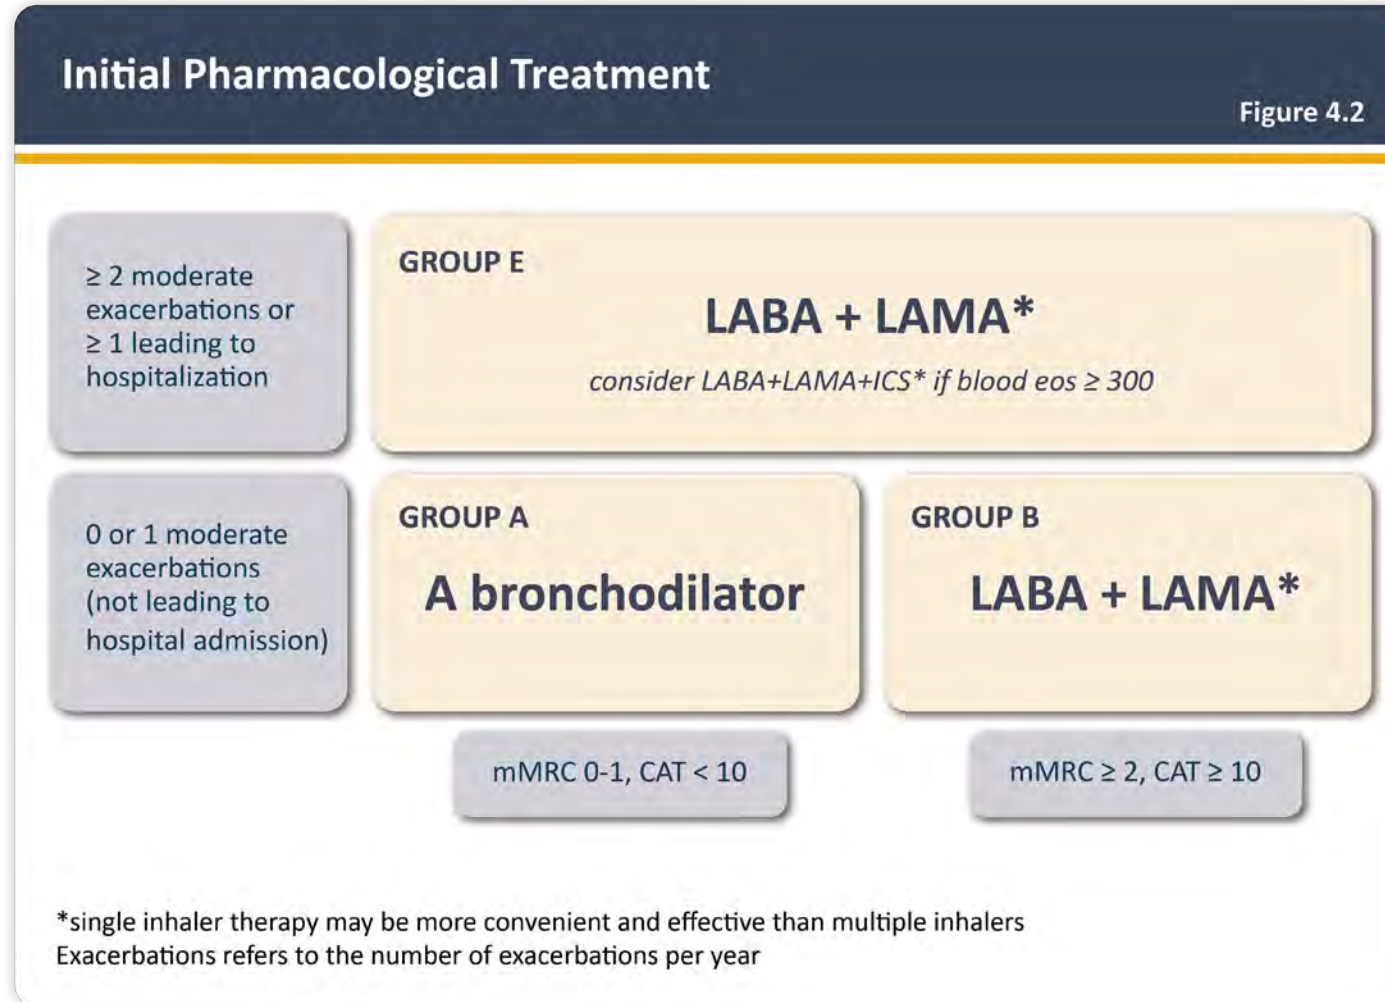 Initial Pharmacological Treatment
Figure 4.2
≥ 2 moderate
exacerbations or
≥ 1 leading to
hospitalization
GROUP E
LABA + LAMA*
consider LABA+LAMA+ICS* if blood eos ≥ 300
0 or 1 moderate
exacerbations
(not leading to
hospital admission)
GROUP A
A bronchodilator
GROUP B
LABA + LAMA*
mMRC 0-1, CAT < 10
mMRC ≥ 2, CAT ≥ 10
*single inhaler therapy may be more convenient and effective than multiple inhalers
Exacerbations refers to the number of exacerbations per year